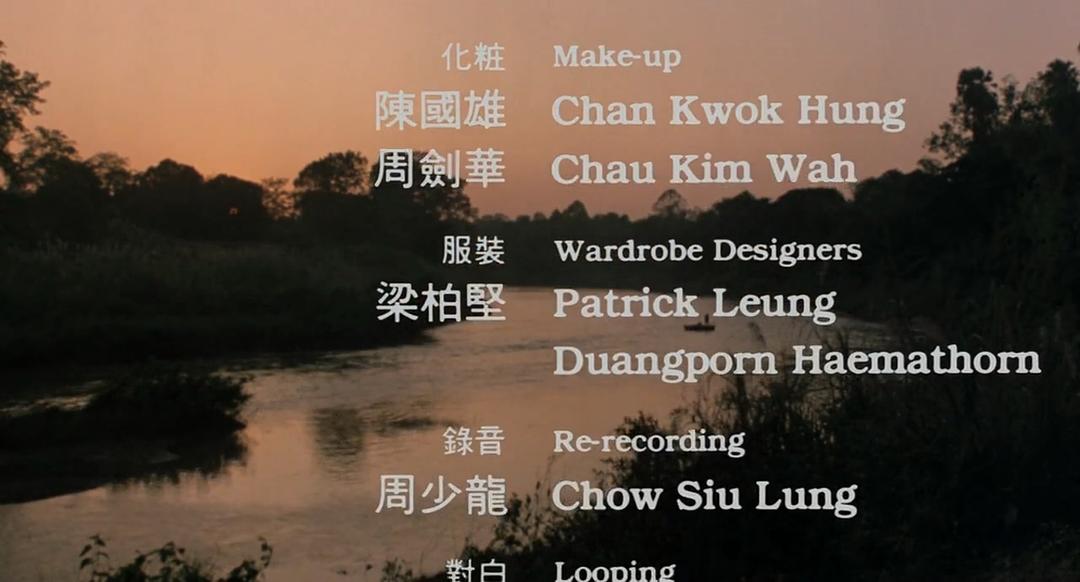 化粧 Make-up
陳國雄 Chan Kwok Hung
周劍華 Chau Kim Wah
服裝 Wardrobe Designers
梁柏堅 Patrick Leung
Duangporn Haemathorn
錄音 Re-recording
周少龍 Chow Siu Lung
對白 Looping